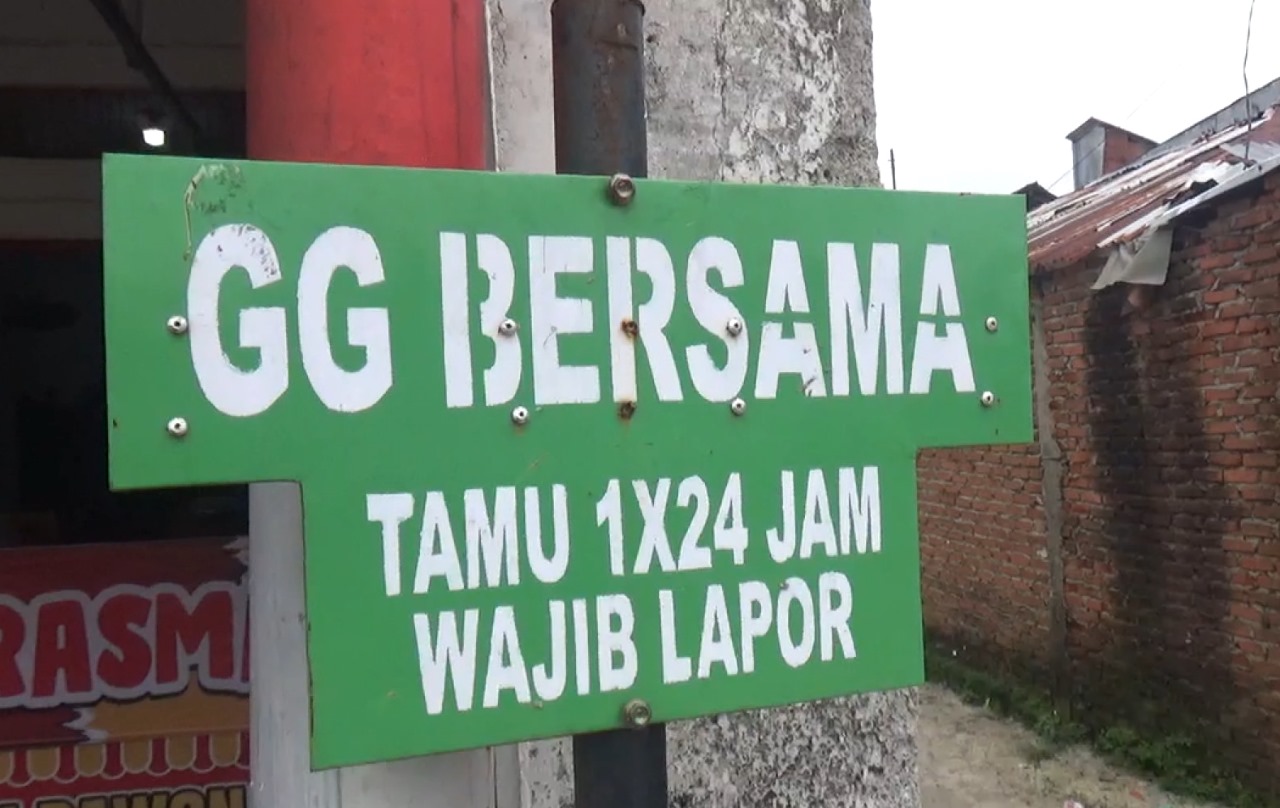 GG BERSAMA
TAMU 1X24 JAM
WAJIB LAPOR